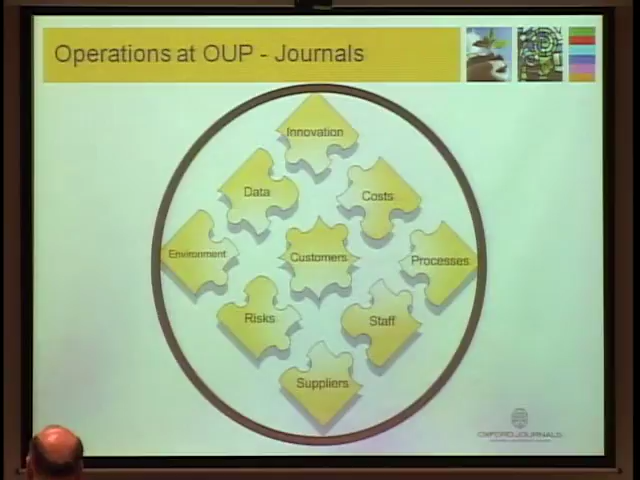 Operations at OUP - Journals
Innovation
Data
Costs
Environment
Customers
Processes
Risks
Staff
Suppliers
OXFORD JOURNALS